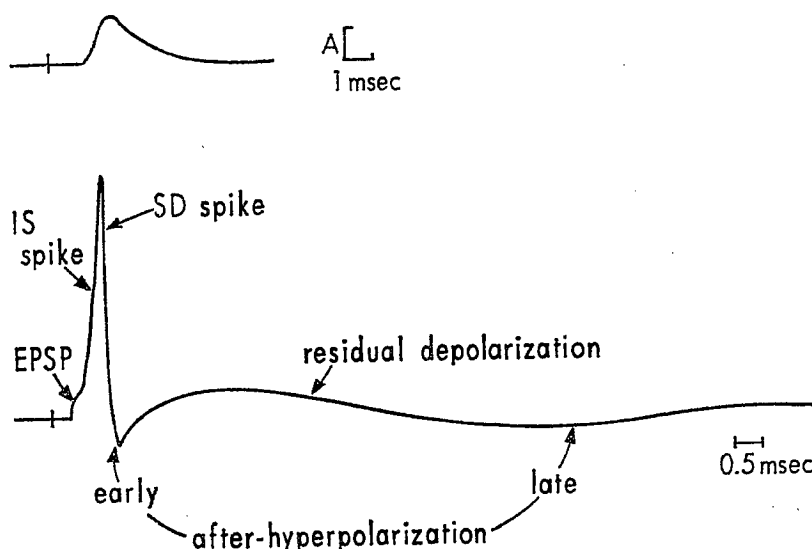 A
1 msec
SD spike
IS
spike
EPSP
residual depolarization
0.5 msec
early
late
after-hyperpolarization